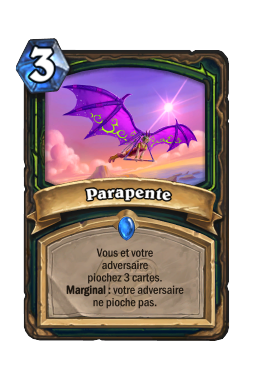 3
Parapente
Vous et votre
adversaire
piochez 3 cartes.
Marginal : votre adversaire
ne pioche pas.